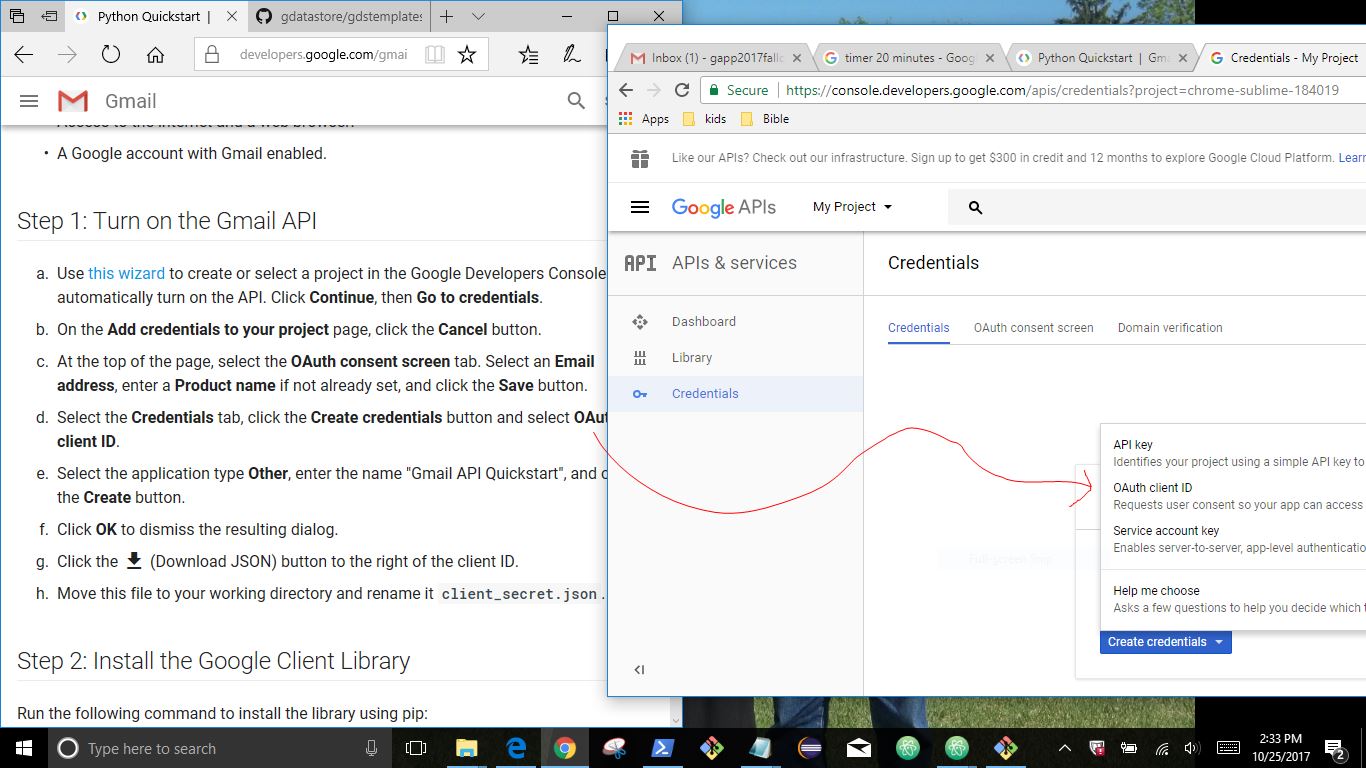 Python Quickstart |
gdatastore/gdstemplates
developers.google.com/gmai
Gmail
• A Google account with Gmail enabled.
Step 1: Turn on the Gmail API
a. Use this wizard to create or select a project in the Google Developers Console
automatically turn on the API. Click Continue, then Go to credentials.
b. On the Add credentials to your project page, click the Cancel button.
c. At the top of the page, select the OAuth consent screen tab. Select an Email
address, enter a Product name if not already set, and click the Save button.
d. Select the Credentials tab, click the Create credentials button and select OAut
client ID.
e. Select the application type Other, enter the name "Gmail API Quickstart", and c
the Create button.
f. Click OK to dismiss the resulting dialog.
g. Click the (Download JSON) button to the right of the client ID.
h. Move this file to your working directory and rename it client_secret.json.
Step 2: Install the Google Client Library
Run the following command to install the library using pip:
Inbox (1) - gapp2017fall
timer 20 minutes - Goog
Python Quickstart | Gma
Credentials - My Project
Secure
https://console.developers.google.com/apis/credentials?project=chrome-sublime-184019
Apps
kids
Bible
Like our APIs? Check out our infrastructure. Sign up to get $300 in credit and 12 months to explore Google Cloud Platform. Learn
Google APIs
My Project
API
APIs & services
Credentials
Dashboard
Library
Credentials
Credentials
OAuth consent screen
Domain verification
API key
Identifies your project using a simple API key to
OAuth client ID
Requests user consent so your app can access
Service account key
Enables server-to-server, app-level authenticatio
Full-screen Snip
Help me choose
Asks a few questions to help you decide which t
Create credentials
Type here to search
2:33 PM
10/25/2017
2